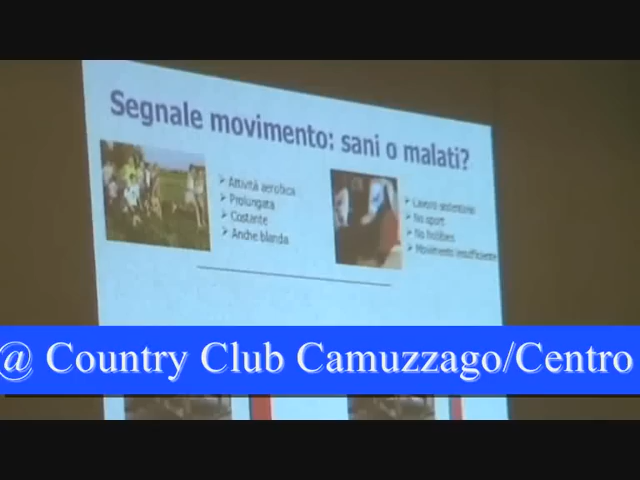 Segnale movimento: sani o malati?
Attività aerobica
Prolungata
Costante
Anche blanda
Lavoro sedentario
No sport
No hobbies
Movimento insufficiente
@ Country Club Camuzzago/Centro